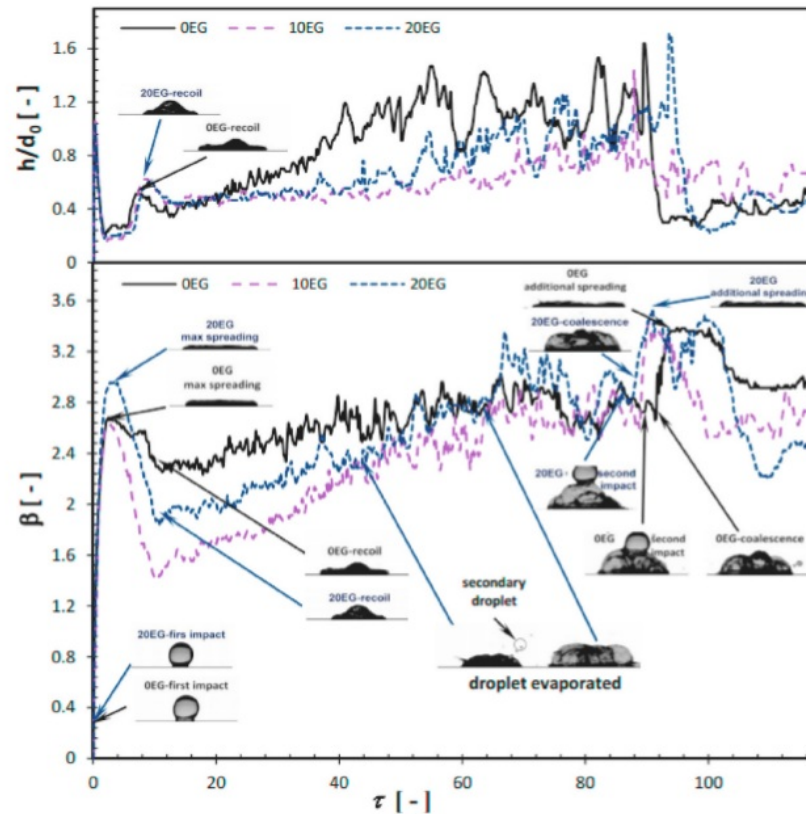 0EG 10EG 20EG
1.6
1.2
0.8
0.4
0
h/d0 [ - ]
20EG-recoil
0EG-recoil
0EG 10EG 20EG
3.6
3.2
2.8
2.4
2
1.6
1.2
0.8
0.4
0
β [ - ]
20EG
max spreading
0EG
max spreading
0EG
additional spreading
20EG
additional spreading
20EG-coalescence
20EG- second
impact
0EG second
impact
0EG-coalescence
0EG-recoil
20EG-recoil
secondary
droplet
droplet evaporated
20EG-firs impact
0EG-first impact
0 20 40 60 80 100
τ [ - ]